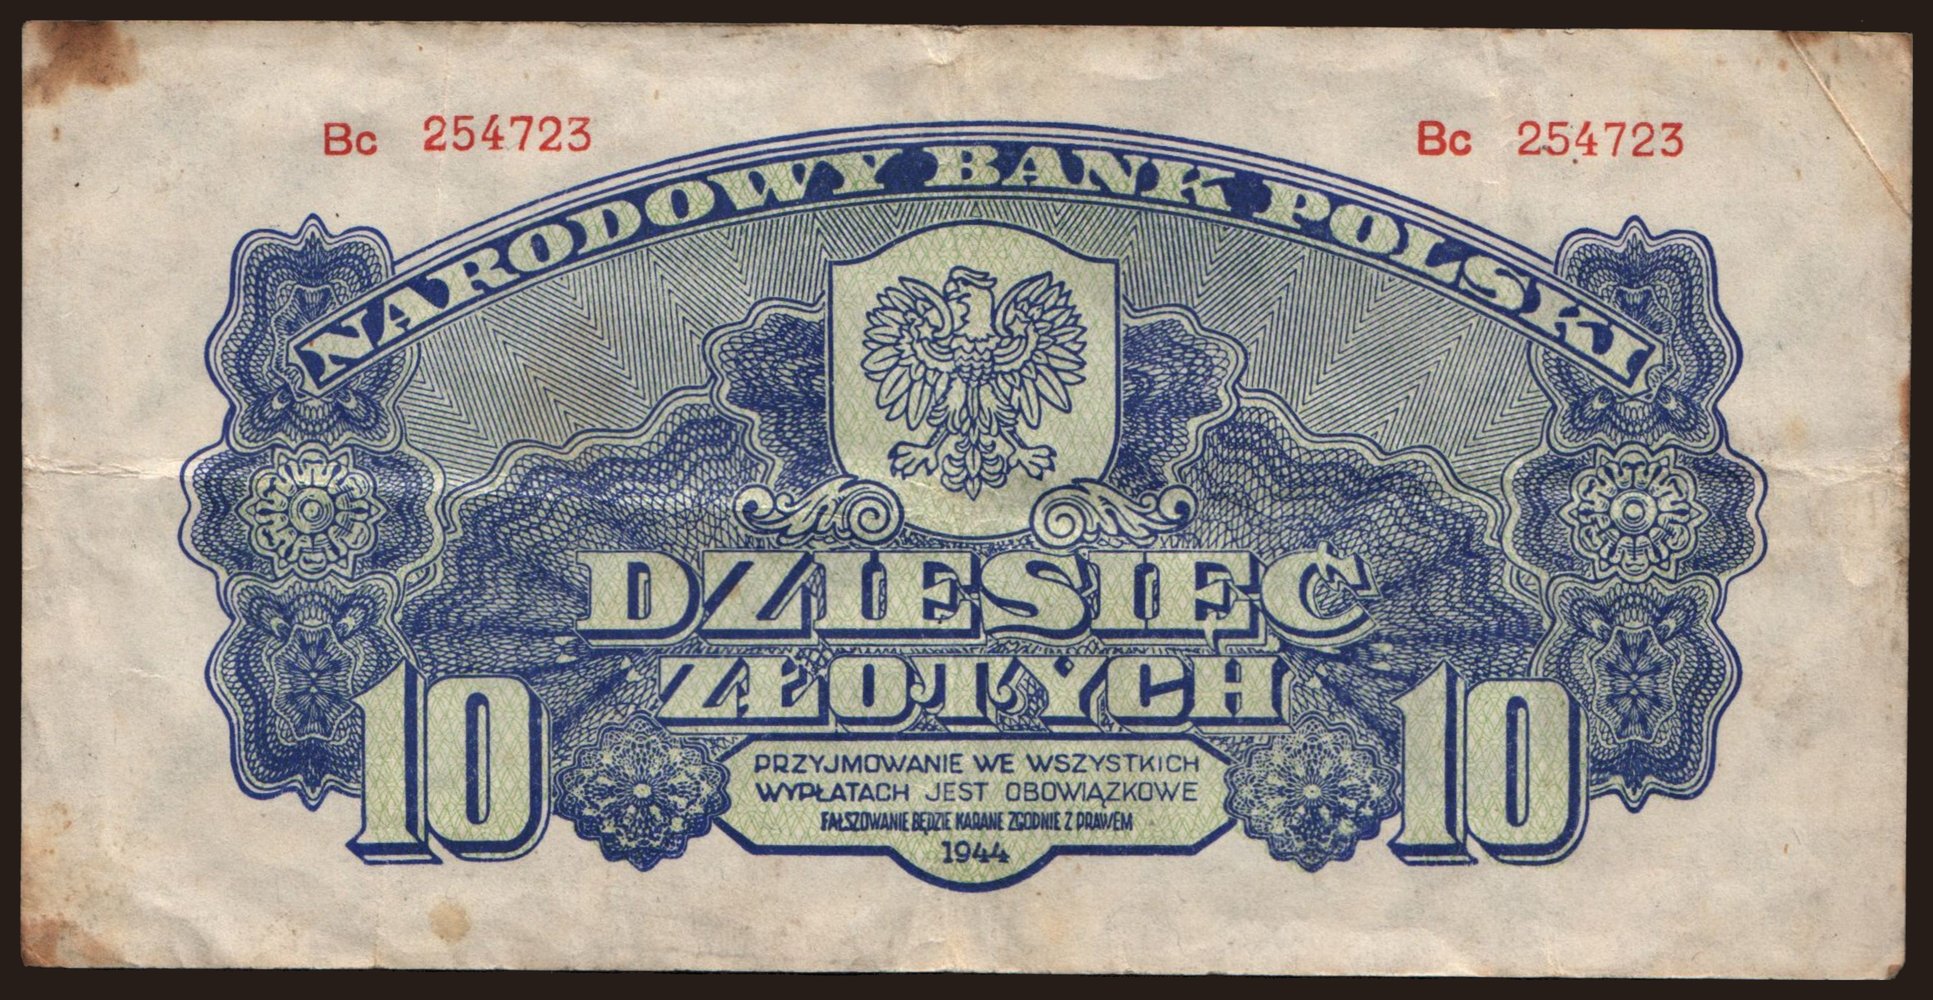 Bc 254723 Bc 254723
NARODOWY BANK POLSKI
DZIESIĘĆ
ZŁOTYCH
10 10
PRZYJMOWANIE WE WSZYSTKICH
WYPŁATACH JEST OBOWIĄZKOWE
FAŁSZOWANIE BĘDZIE KARANE ZGODNIE Z PRAWEM
1944